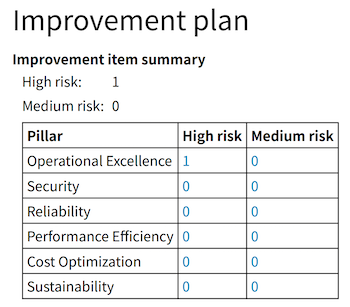 Improvement plan
Improvement item summary
High risk: 1
Medium risk: 0
Pillar High risk Medium risk
Operational Excellence 1 0
Security 0 0
Reliability 0 0
Performance Efficiency 0 0
Cost Optimization 0 0
Sustainability 0 0